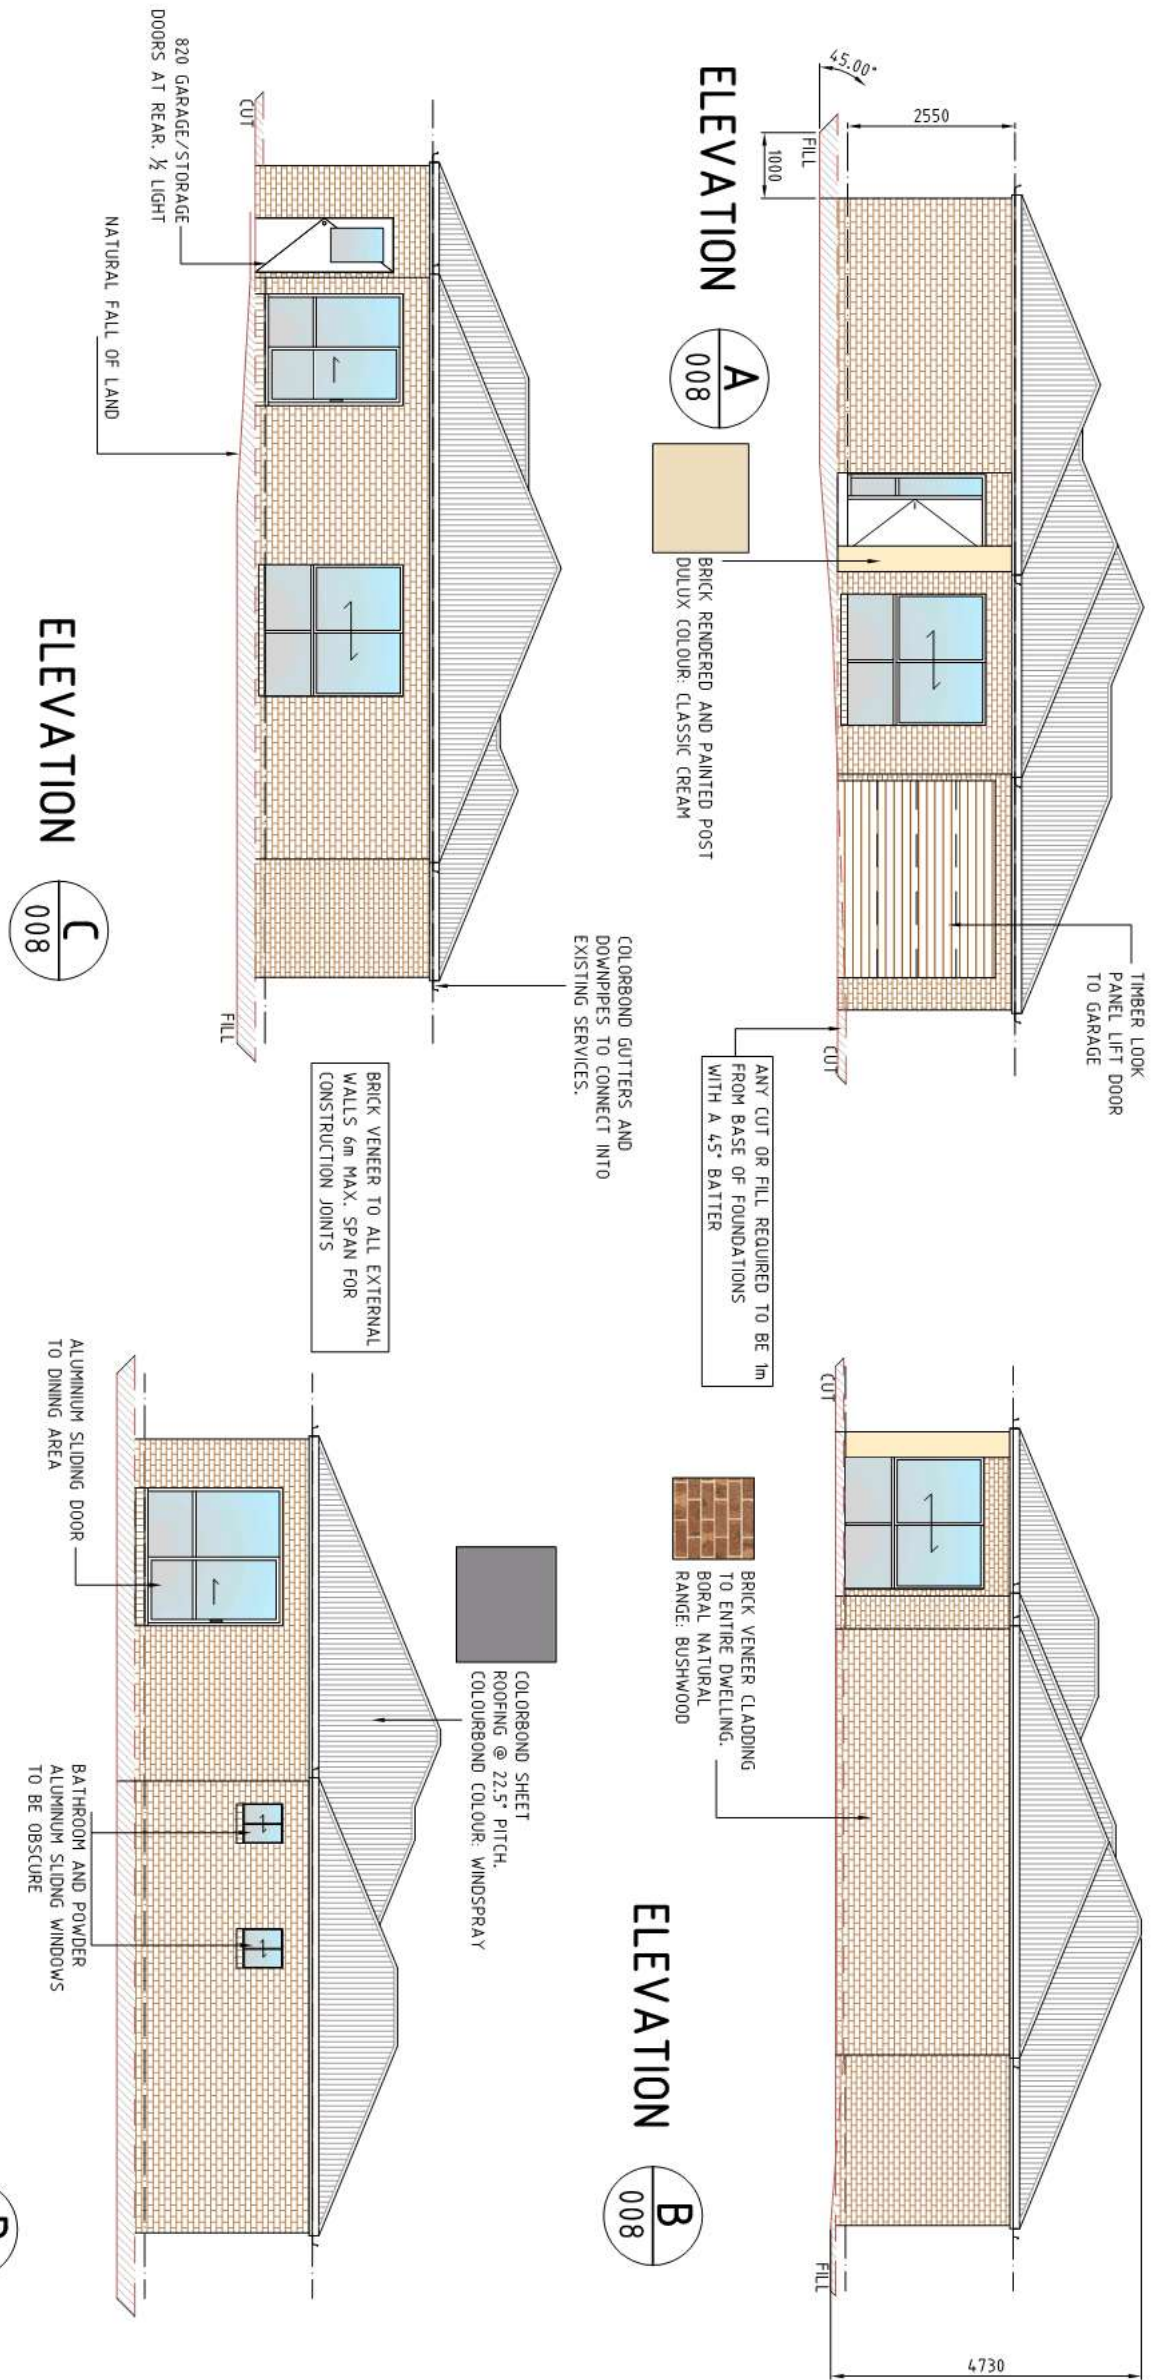 45.00°
2550
1000
FILL
CUT
TIMBER LOOK
PANEL LIFT DOOR
TO GARAGE
ELEVATION
A
008
BRICK RENDERED AND PAINTED POST
DULUX COLOUR: CLASSIC CREAM
ANY CUT OR FILL REQUIRED TO BE 1m
FROM BASE OF FOUNDATIONS
WITH A 45° BATTER
CUT
FILL
4730
BRICK VENEER CLADDING
TO ENTIRE DWELLING.
BORAL NATURAL
RANGE: BUSHWOOD
ELEVATION
B
008
COLORBOND GUTTERS AND
DOWNPIPES TO CONNECT INTO
EXISTING SERVICES.
CUT
FILL
820 GARAGE/STORAGE
DOORS AT REAR. ½ LIGHT
NATURAL FALL OF LAND
BRICK VENEER TO ALL EXTERNAL
WALLS 6m MAX. SPAN FOR
CONSTRUCTION JOINTS
ELEVATION
C
008
COLORBOND SHEET
ROOFING @ 22.5° PITCH.
COLOURBOND COLOUR: WINDSPRAY
ALUMINIUM SLIDING DOOR
TO DINING AREA
BATHROOM AND POWDER
ALUMINUM SLIDNG WINDOWS
TO BE OBSCURE